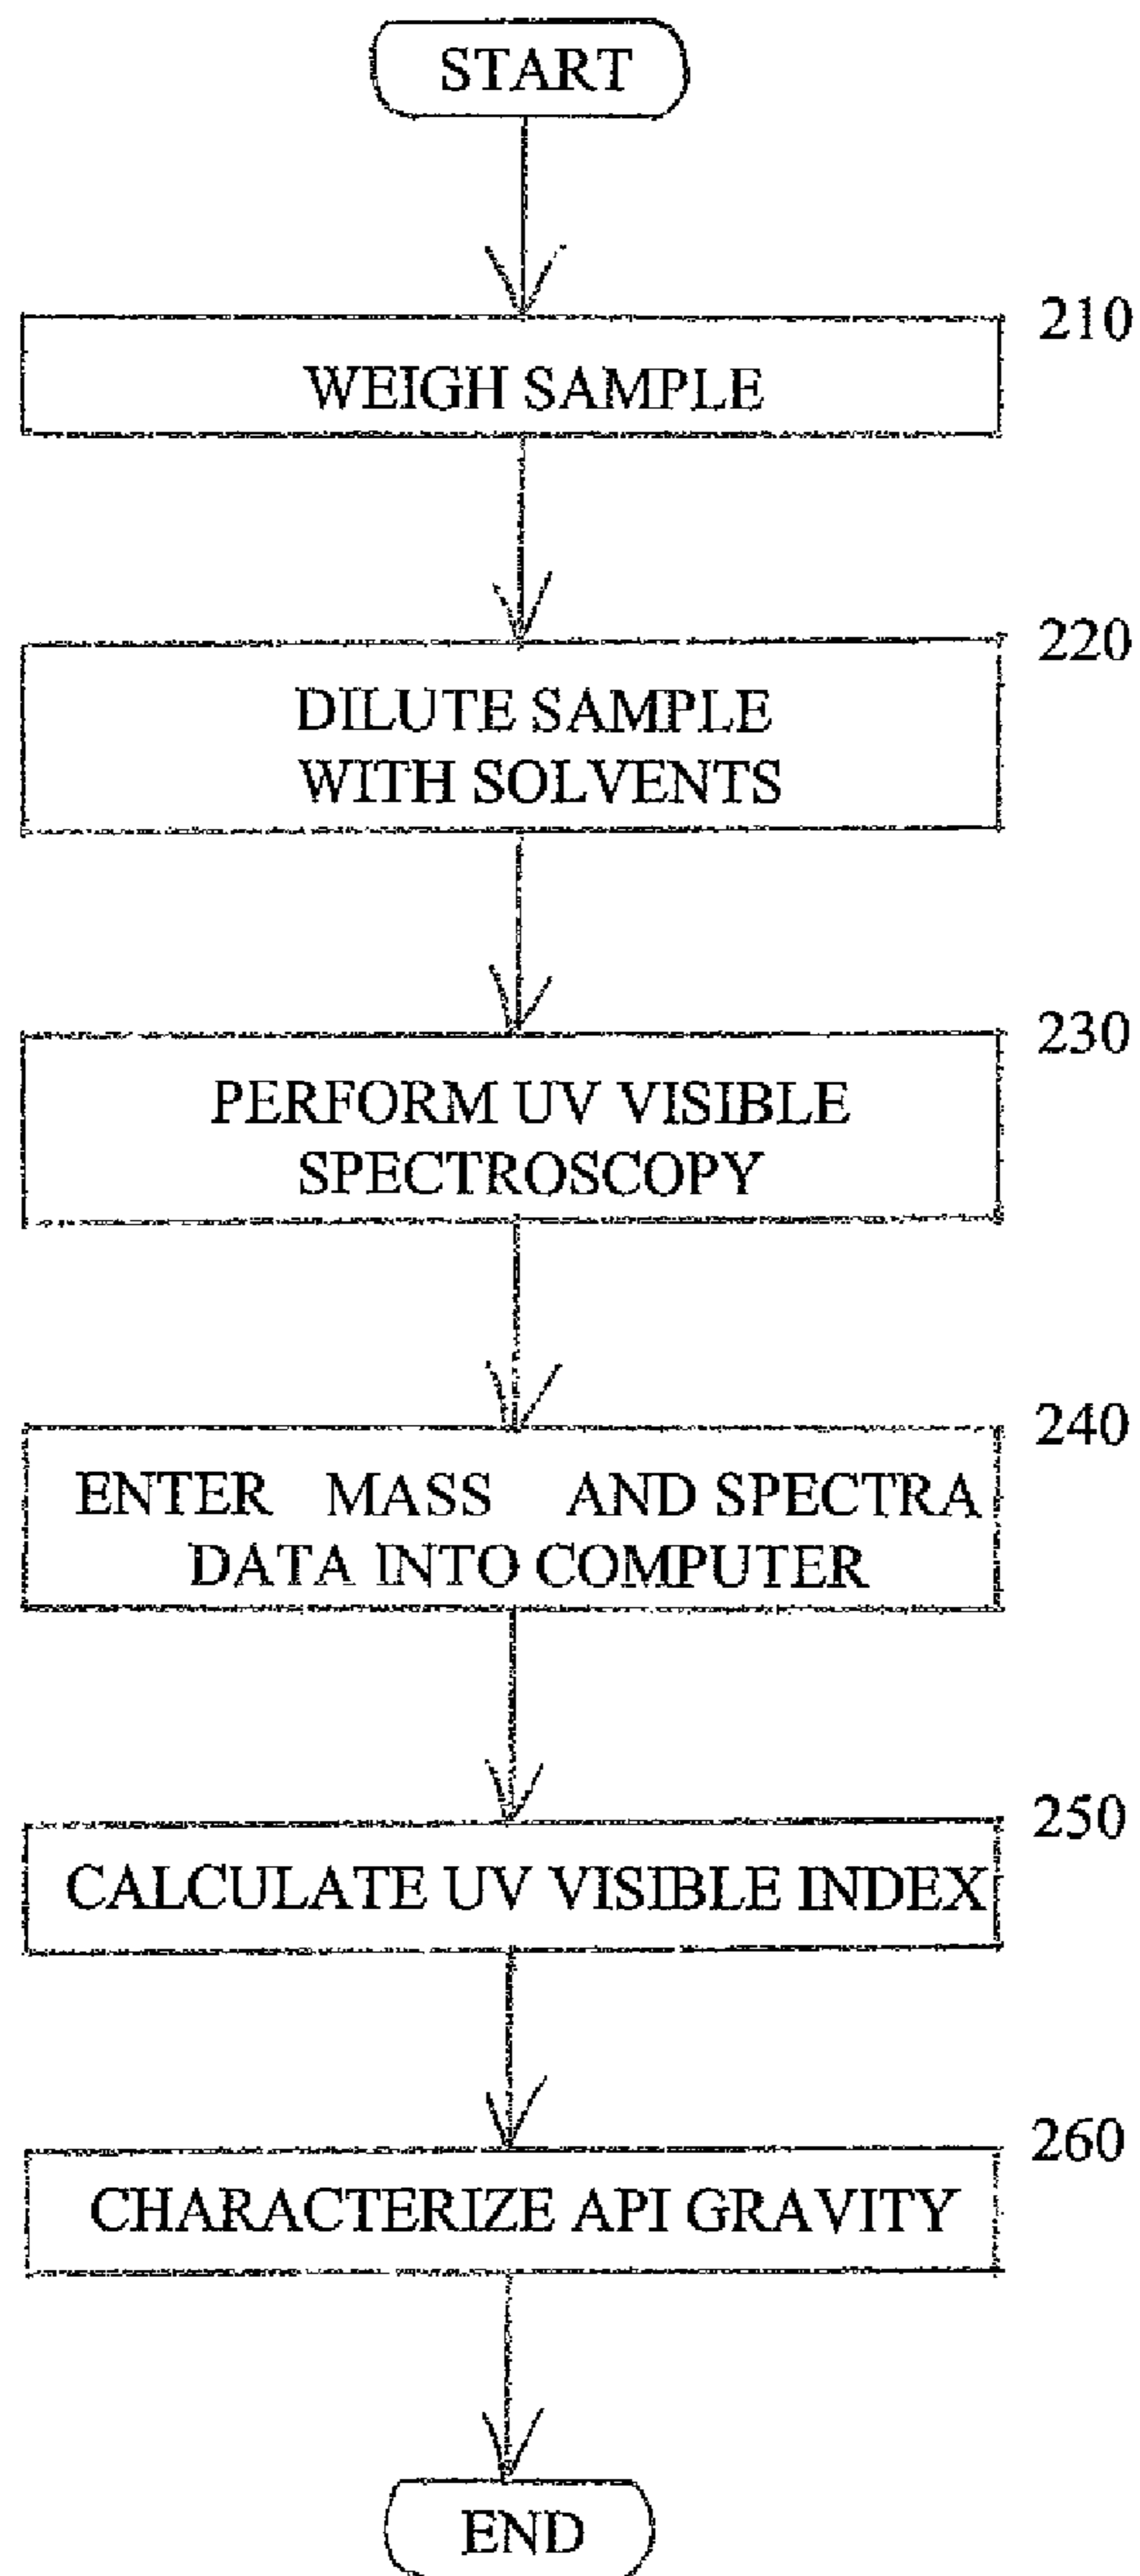 START
210
WEIGH SAMPLE
220
DILUTE SAMPLE
WITH SOLVENTS
230
PERFORM UV VISIBLE
SPECTROSCOPY
240
ENTER MASS AND SPECTRA
DATA INTO COMPUTER
250
CALCULATE UV VISIBLE INDEX
260
CHARACTERIZE API GRAVITY
END